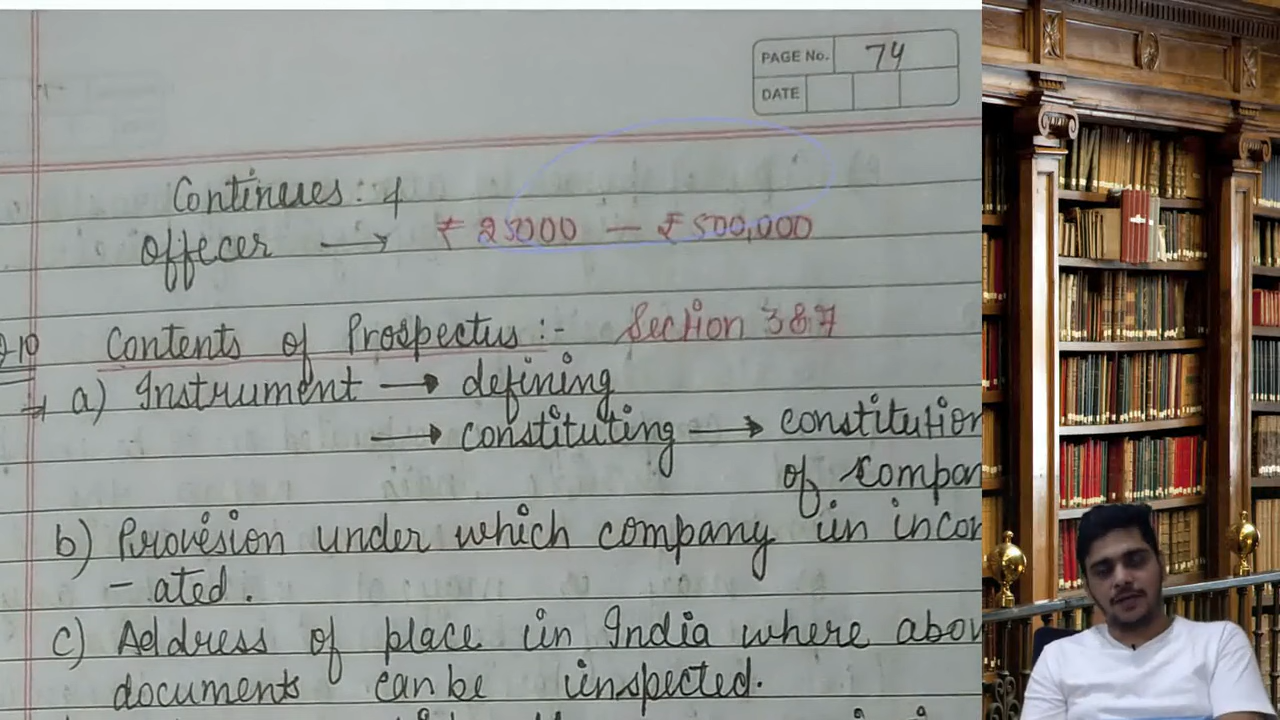 PAGE No. 74
DATE
Continues: 4
officer → ₹ 25000 — ₹ 500,000
Q-10 Contents of Prospectus :- Section 387
→ a) Instrument → defining
→ constituting → constitution
of compan
b) Provision under which company in incor
- ated.
c) Address of place in India where abov
documents can be inspected.